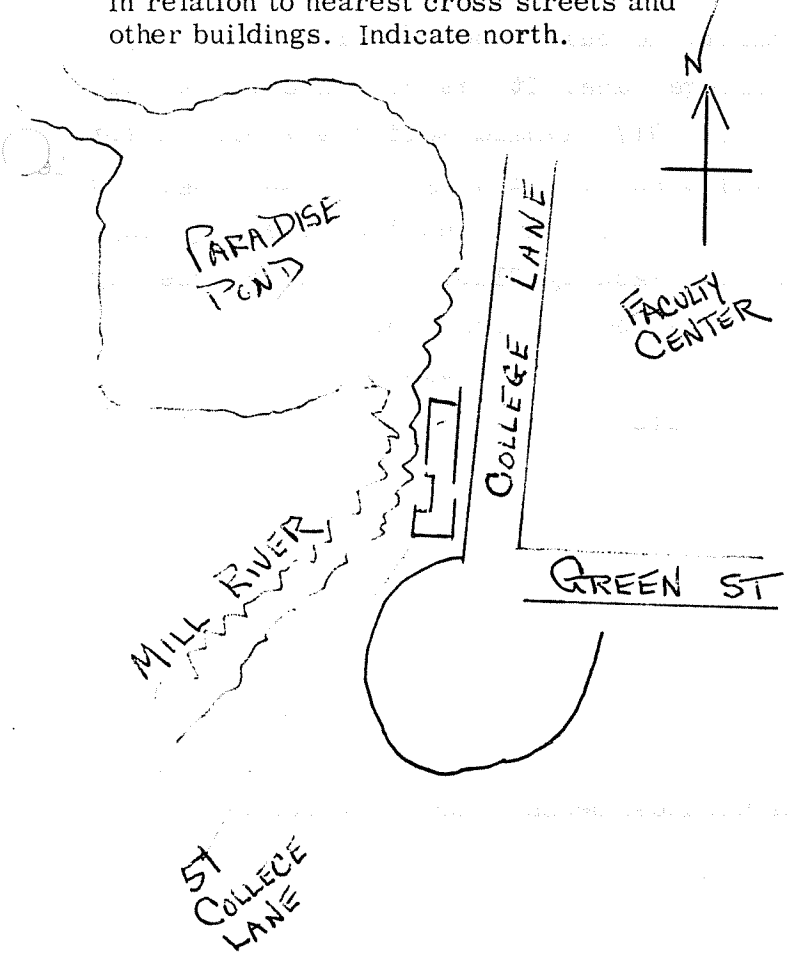 in relation to nearest cross streets and
other buildings. Indicate north.
N
PARADISE
POND
COLLEGE LANE
FACULTY
CENTER
MILL RIVER
GREEN ST
51
COLLEGE
LANE